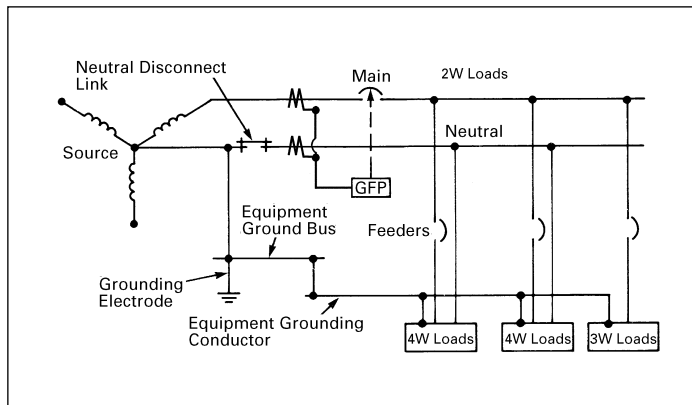 Neutral Disconnect
Link
Main
2W Loads
Source
Neutral
GFP
Equipment
Ground Bus
Feeders
Grounding
Electrode
Equipment Grounding
Conductor
4W Loads
4W Loads
3W Loads